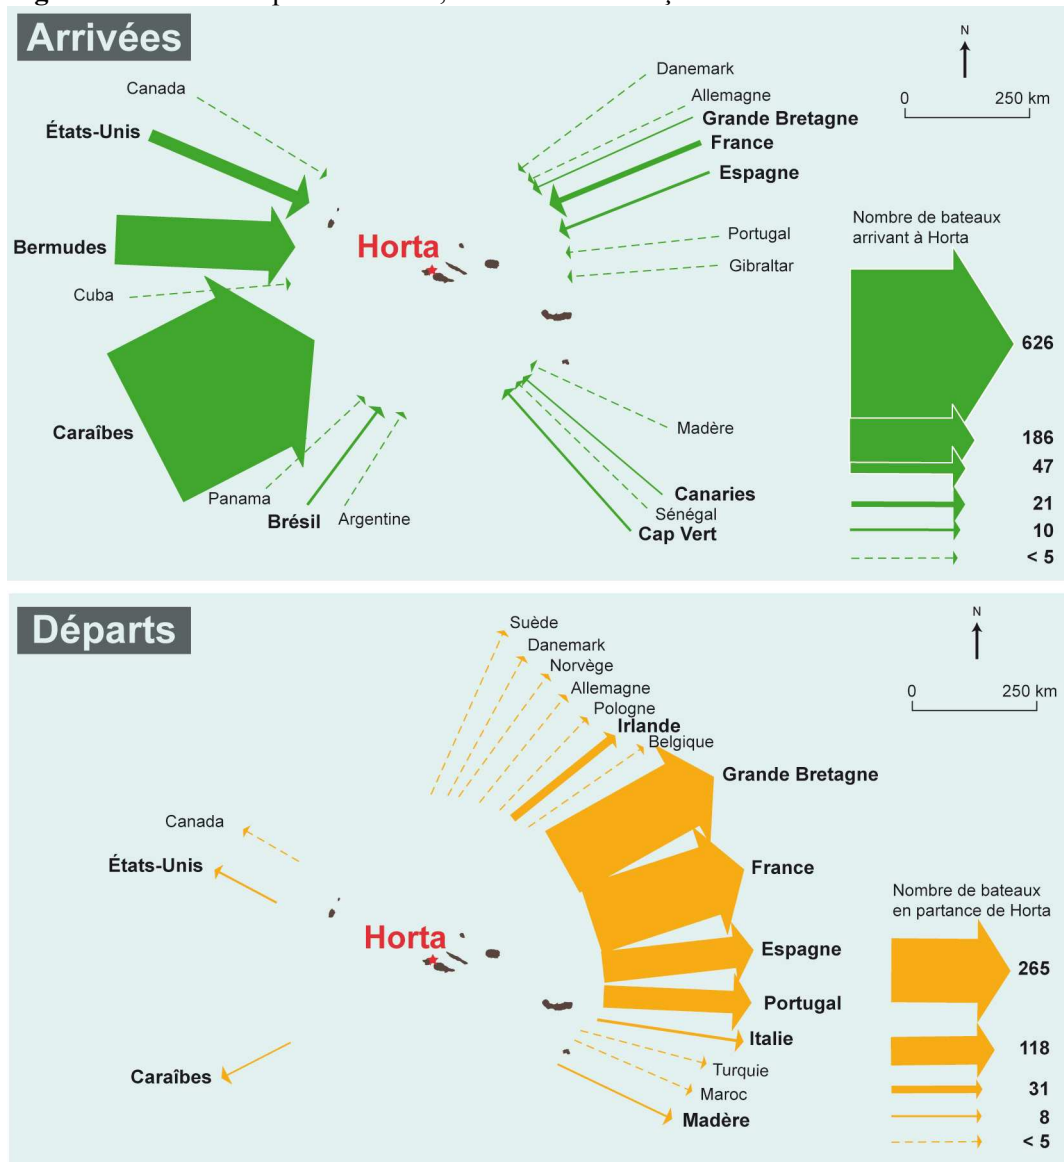 Arrivées
N
0 250 km
Canada
États-Unis
Bermudes
Cuba
Caraîbes
Panama
Brésil
Argentine
Horta
Danemark
Allemagne
Grande Bretagne
France
Espagne
Portugal
Gibraltar
Madère
Canaries
Sénégal
Cap Vert
Nombre de bateaux
arrivant à Horta
626
186
47
21
10
< 5
Départs
N
0 250 km
Suède
Danemark
Norvège
Allemagne
Pologne
Irlande
Belgique
Grande Bretagne
France
Espagne
Portugal
Italie
Turquie
Maroc
Madère
Canada
États-Unis
Horta
Caraîbes
Nombre de bateaux
en partance de Horta
265
118
31
8
< 5